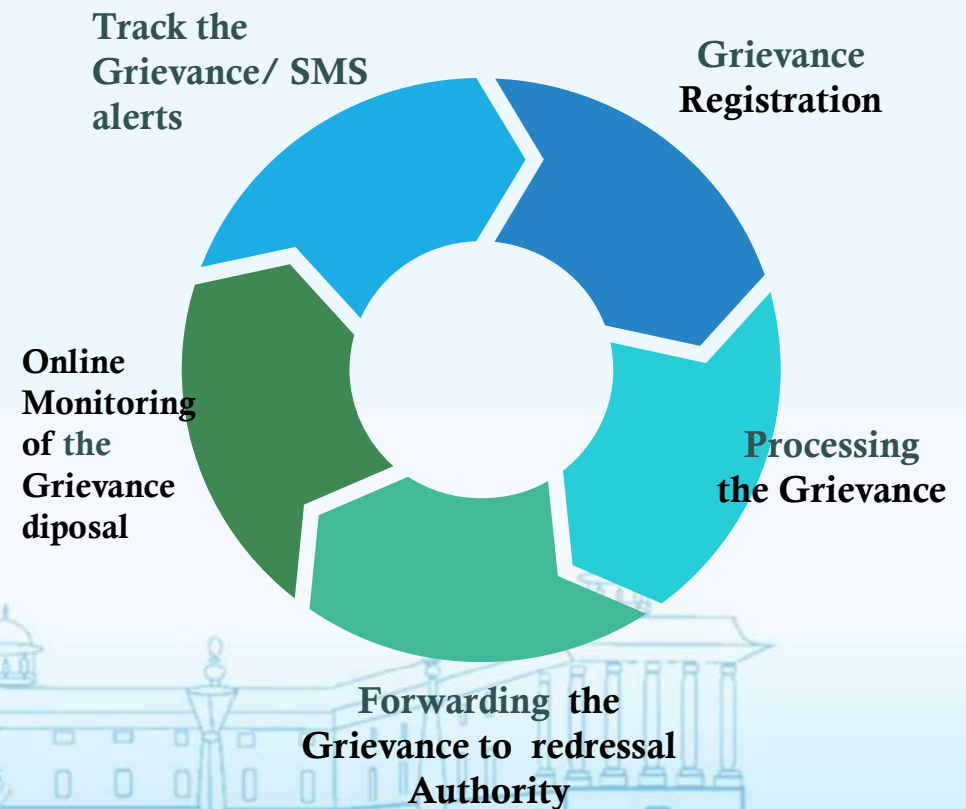 Track the
Grievance/ SMS
alerts
Grievance
Registration
Processing
the Grievance
Forwarding the
Grievance to redressal
Authority
Online
Monitoring
of the
Grievance
diposal